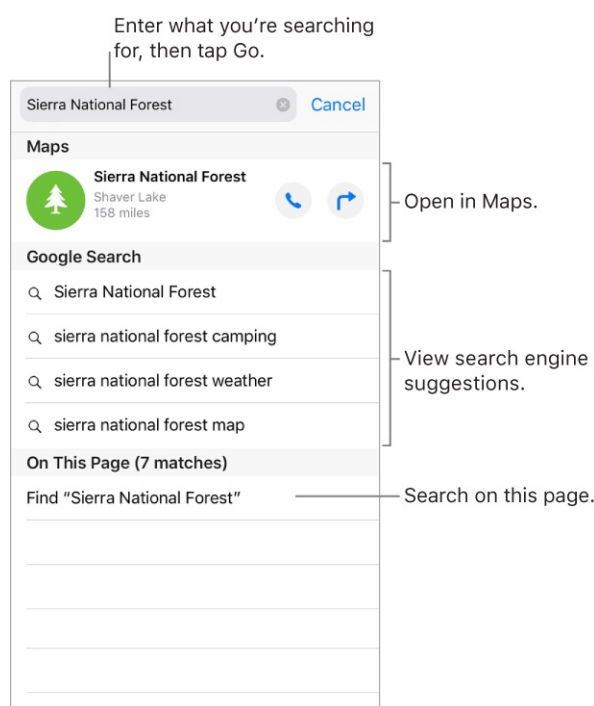 Enter what you’re searching
for, then tap Go.
Sierra National Forest
Cancel
Maps
Sierra National Forest
Shaver Lake
158 miles
Open in Maps.
Google Search
Sierra National Forest
sierra national forest camping
sierra national forest weather
sierra national forest map
View search engine
suggestions.
On This Page (7 matches)
Find “Sierra National Forest”
Search on this page.